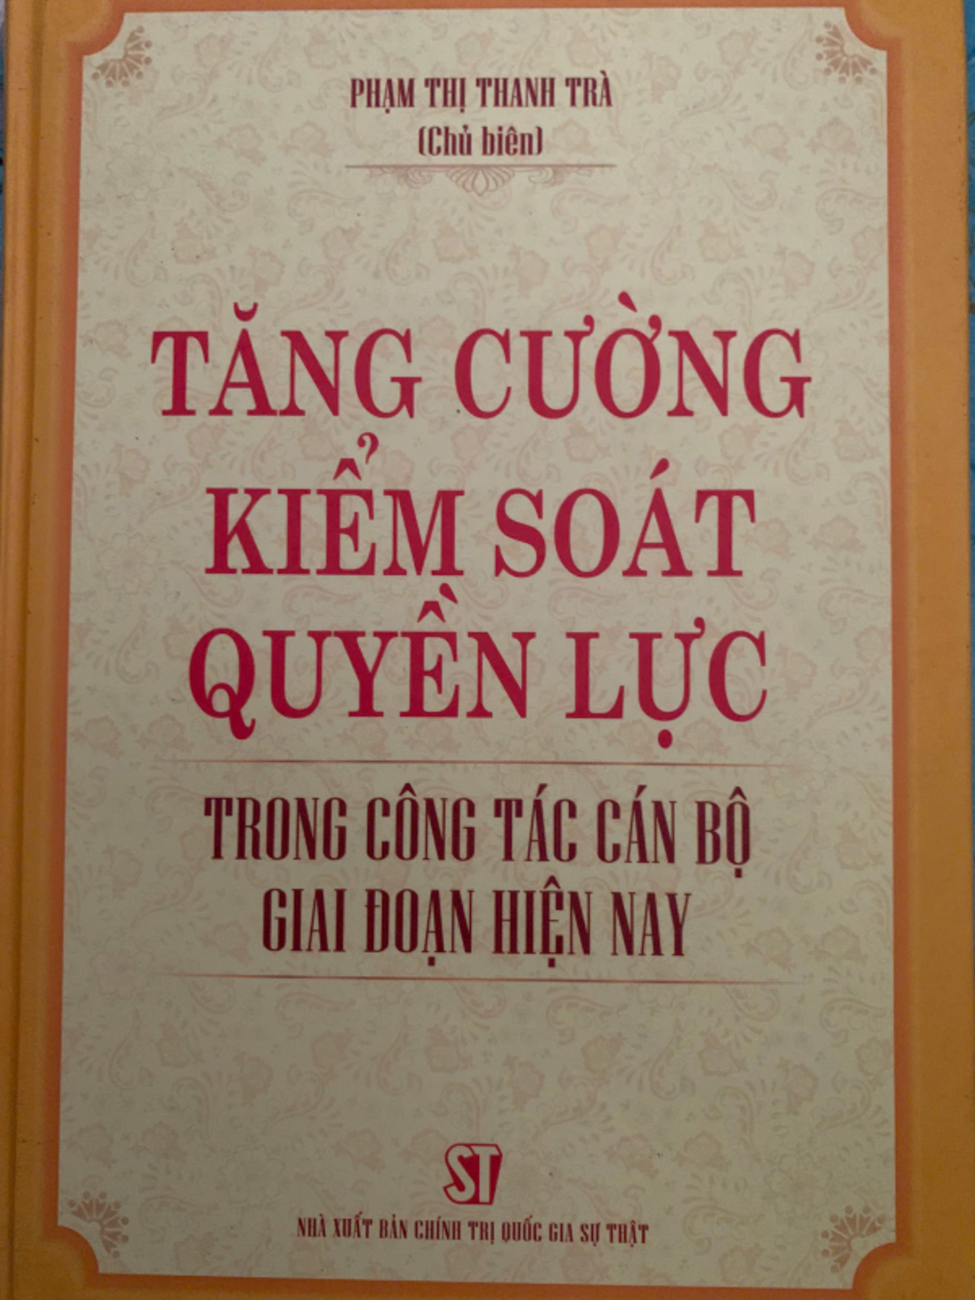 PHẠM THỊ THANH TRÀ
(Chủ biên)
TĂNG CƯỜNG
KIỂM SOÁT
QUYỀN LỰC
TRONG CÔNG TÁC CÁN BỘ
GIAI ĐOẠN HIỆN NAY
ST
NHÀ XUẤT BẢN CHÍNH TRỊ QUỐC GIA SỰ THẬT